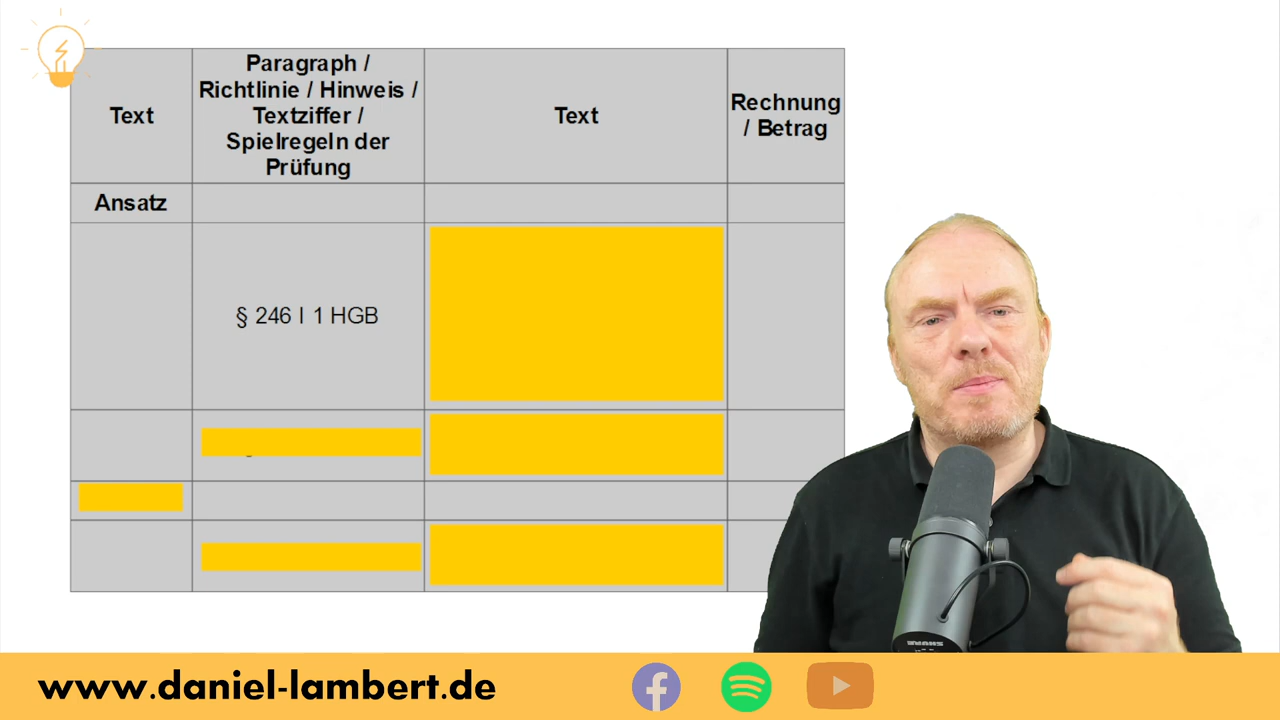 Text
Paragraph /
Richtlinie / Hinweis /
Textziffer /
Spielregeln der
Prüfung
Text
Rechnung
/ Betrag
Ansatz
§ 246 I 1 HGB
www.daniel-lambert.de